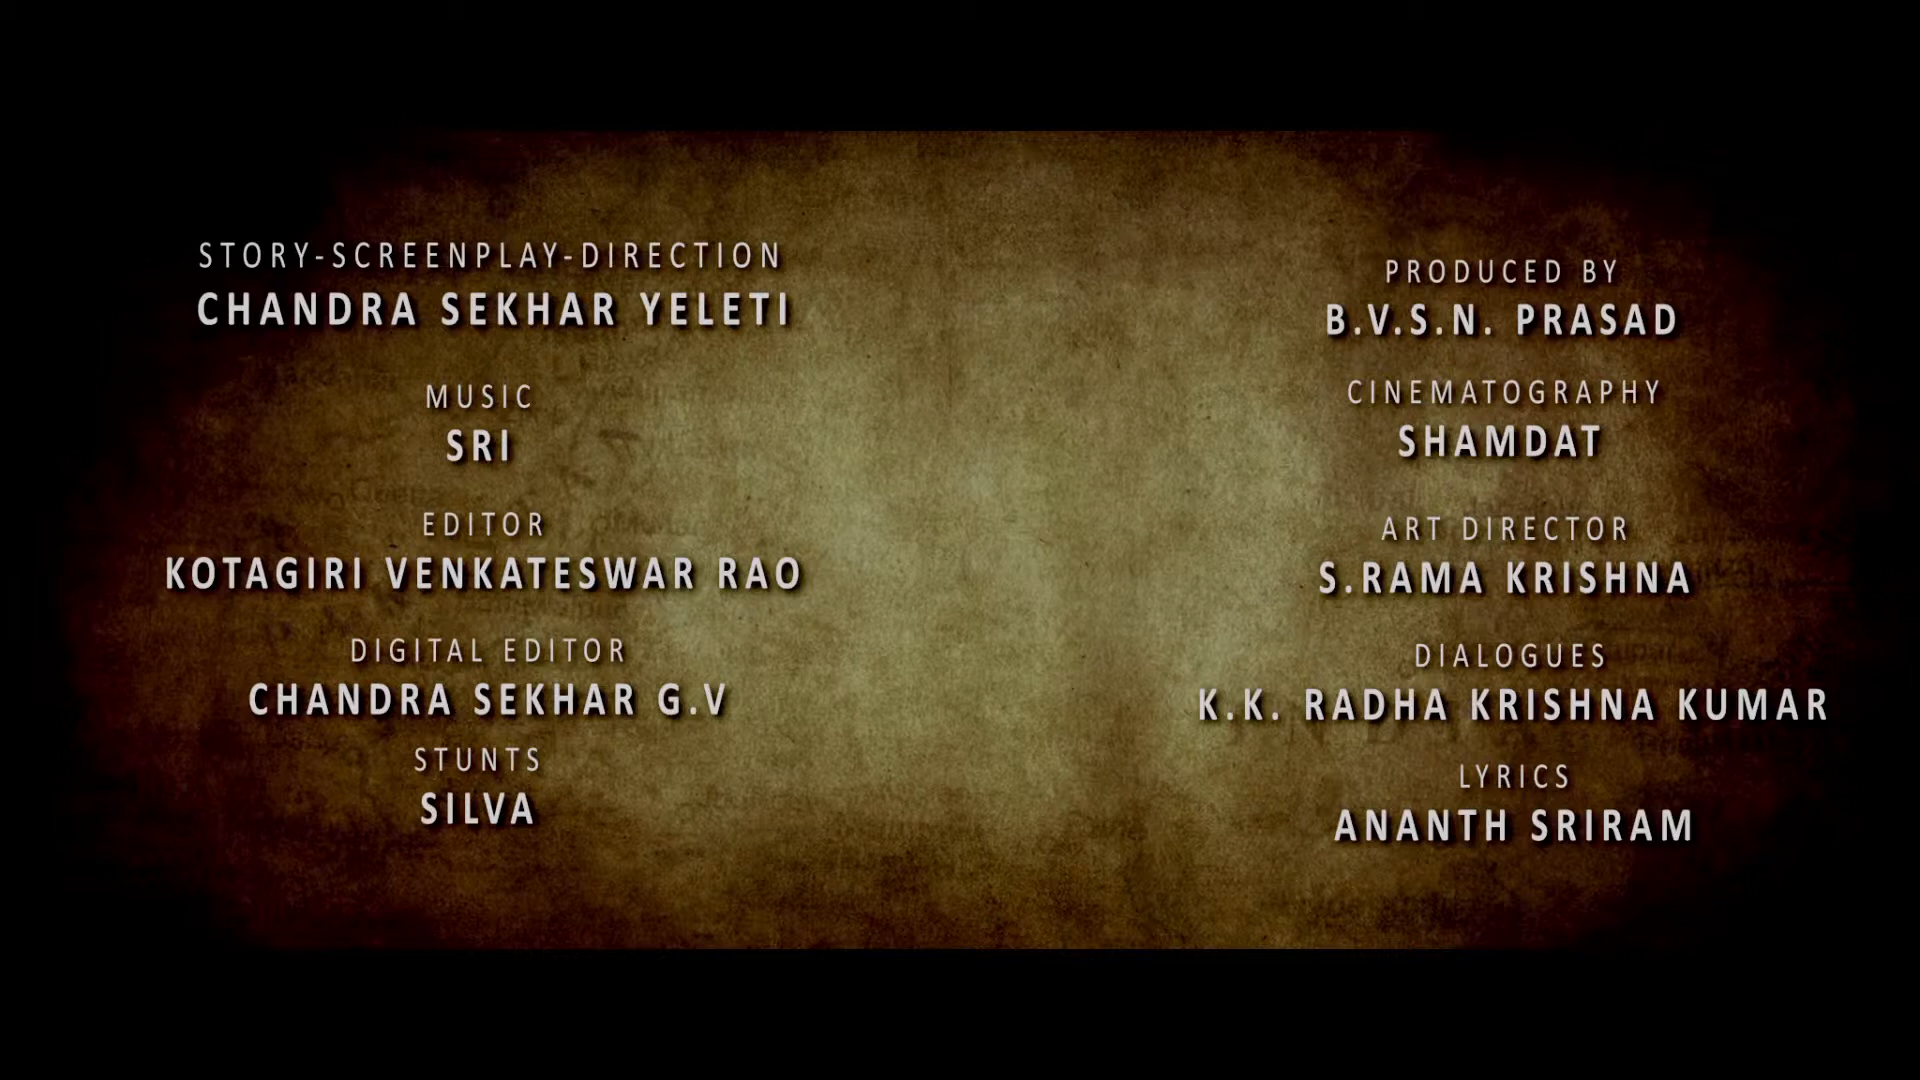 STORY-SCREENPLAY-DIRECTION
CHANDRA SEKHAR YELETI
MUSIC
SRI
EDITOR
KOTAGIRI VENKATESWAR RAO
DIGITAL EDITOR
CHANDRA SEKHAR G.V
STUNTS
SILVA
PRODUCED BY
B.V.S.N. PRASAD
CINEMATOGRAPHY
SHAMDAT
ART DIRECTOR
S.RAMA KRISHNA
DIALOGUES
K.K. RADHA KRISHNA KUMAR
LYRICS
ANANTH SRIRAM